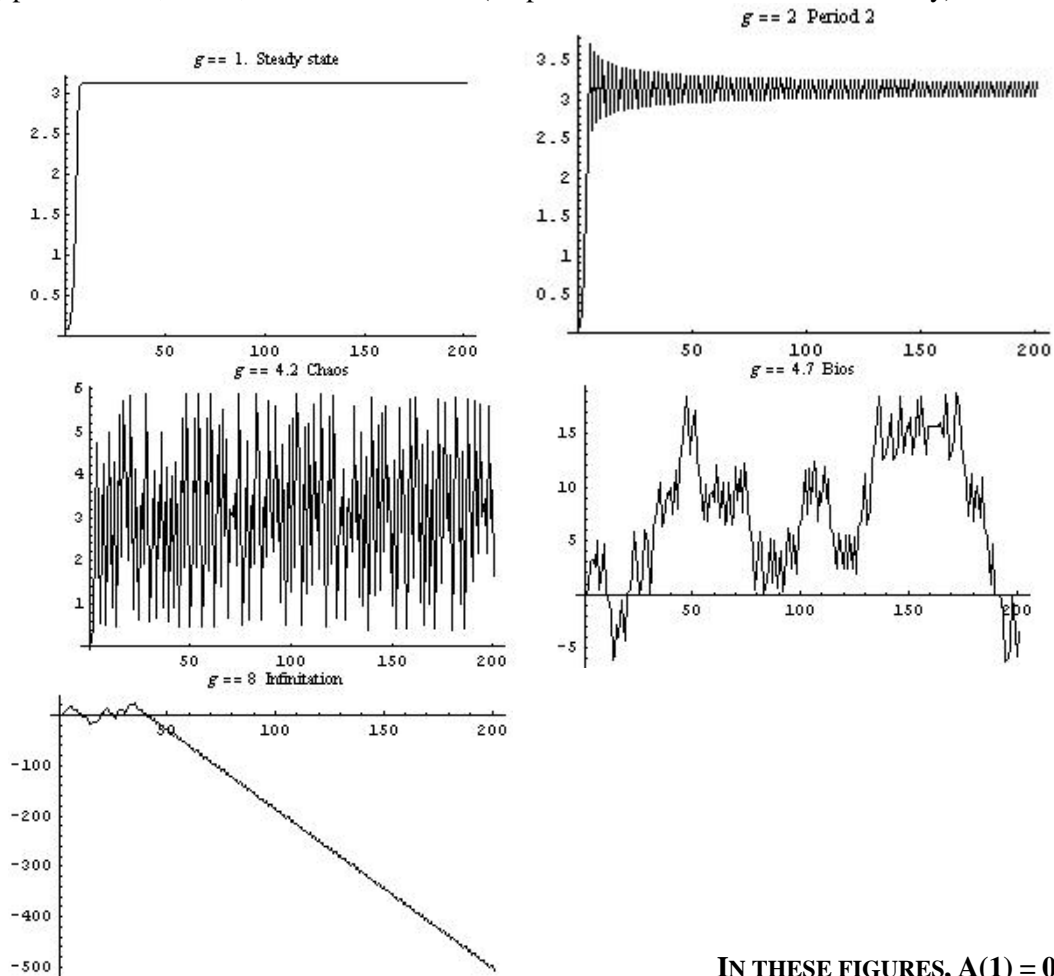 g == 1. Steady state
3
2.5
2
1.5
1
0.5
50 100 150 200
g == 2 Period 2
3.5
3
2.5
2
1.5
1
0.5
50 100 150 200
g == 4.2 Chaos
6
5
4
3
2
1
50 100 150 200
g == 4.7 Bios
15
10
5
-5
50 100 150 200
g == 8 Infinitation
50 100 150 200
-100
-200
-300
-400
-500
IN THESE FIGURES, A(1) = 0